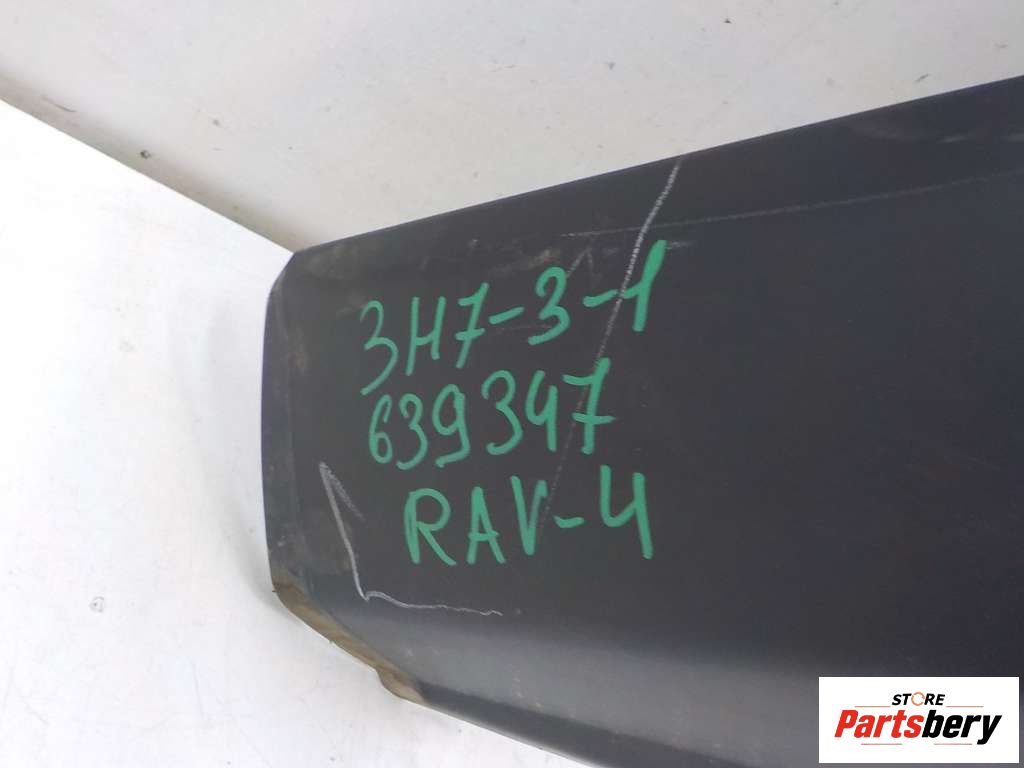 3H7-3-1
639347
RAV-4
STORE
Partsbery